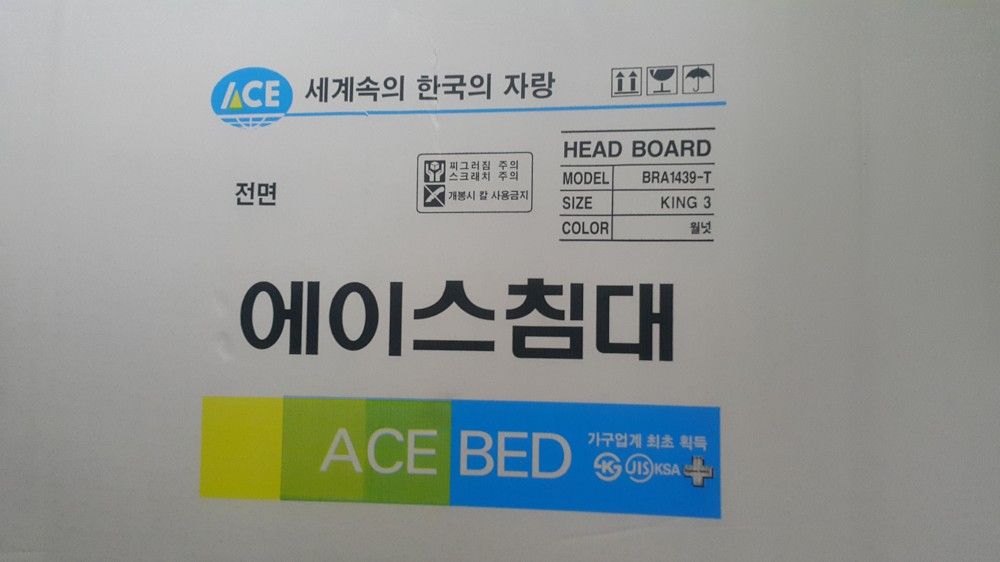 ACE 세계속의 한국의 자랑
HEAD BOARD
MODEL BRA1439-T
SIZE KING 3
COLOR 월넛
찌그러짐 주의
스크래치 주의
개봉시 칼 사용금지
전면
에이스침대
ACE BED
가구업계 최초 획득
JIS KSA